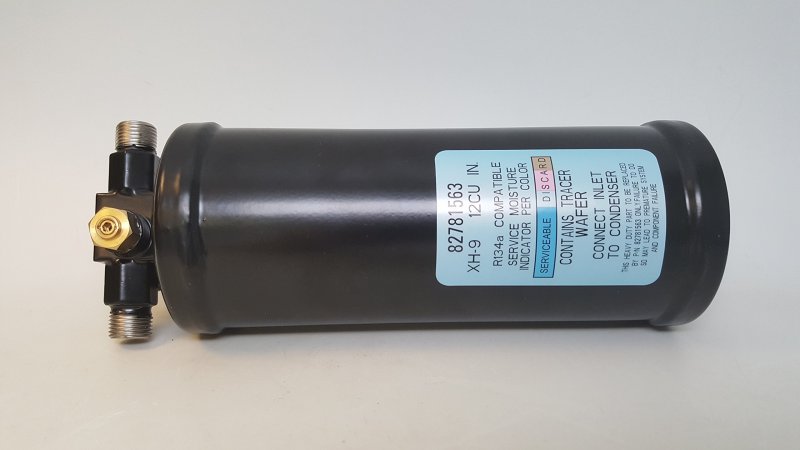 82781563
XH-9 12CU IN.
R134a COMPATIBLE
SERVICE MOISTURE
INDICATOR PER COLOR
SERVICEABLE DISCARD
CONTAINS TRACER
WAFER
CONNECT INLET
TO CONDENSER
THIS HEAVY DUTY PART TO BE REPLACED
BY P/N 82781563 ONLY.FAILURE TO DO
SO MAY LEAD TO PREMATURE SYSTEM
AND COMPONENT FAILURE